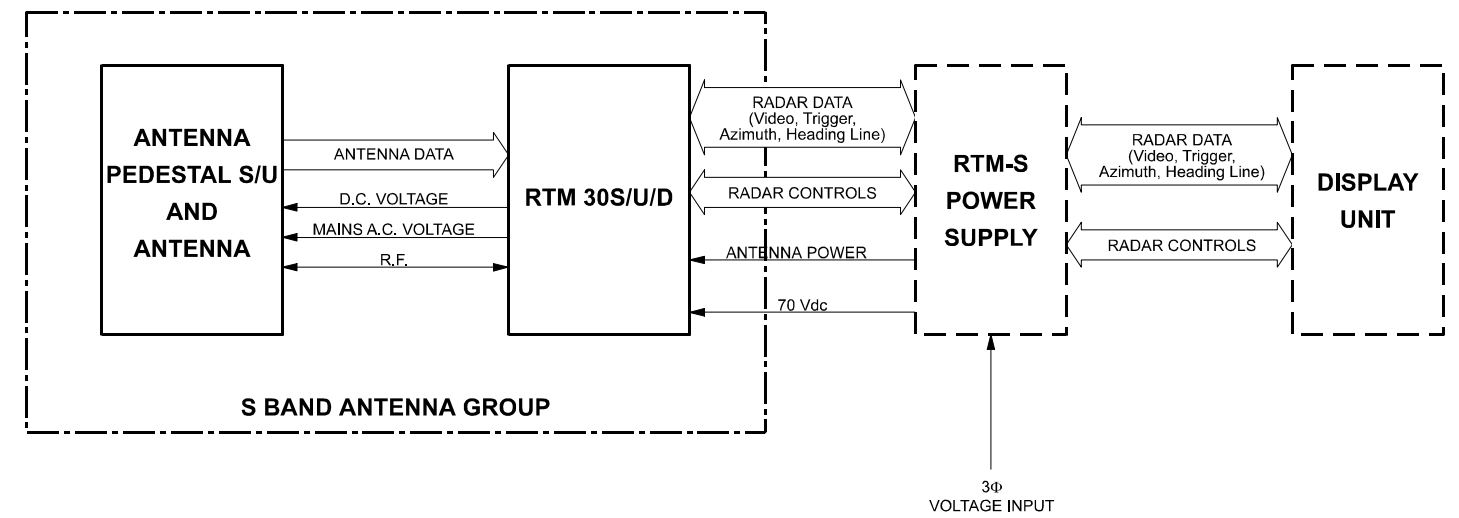 ANTENNA
PEDESTAL S/U
AND
ANTENNA
ANTENNA DATA
D.C. VOLTAGE
MAINS A.C. VOLTAGE
R.F.
RTM 30S/U/D
RADAR DATA
(Video, Trigger,
Azimuth, Heading Line)
RADAR CONTROLS
ANTENNA POWER
70 Vdc
RTM-S
POWER
SUPPLY
RADAR DATA
(Video, Trigger,
Azimuth, Heading Line)
RADAR CONTROLS
DISPLAY
UNIT
S BAND ANTENNA GROUP
3Φ
VOLTAGE INPUT